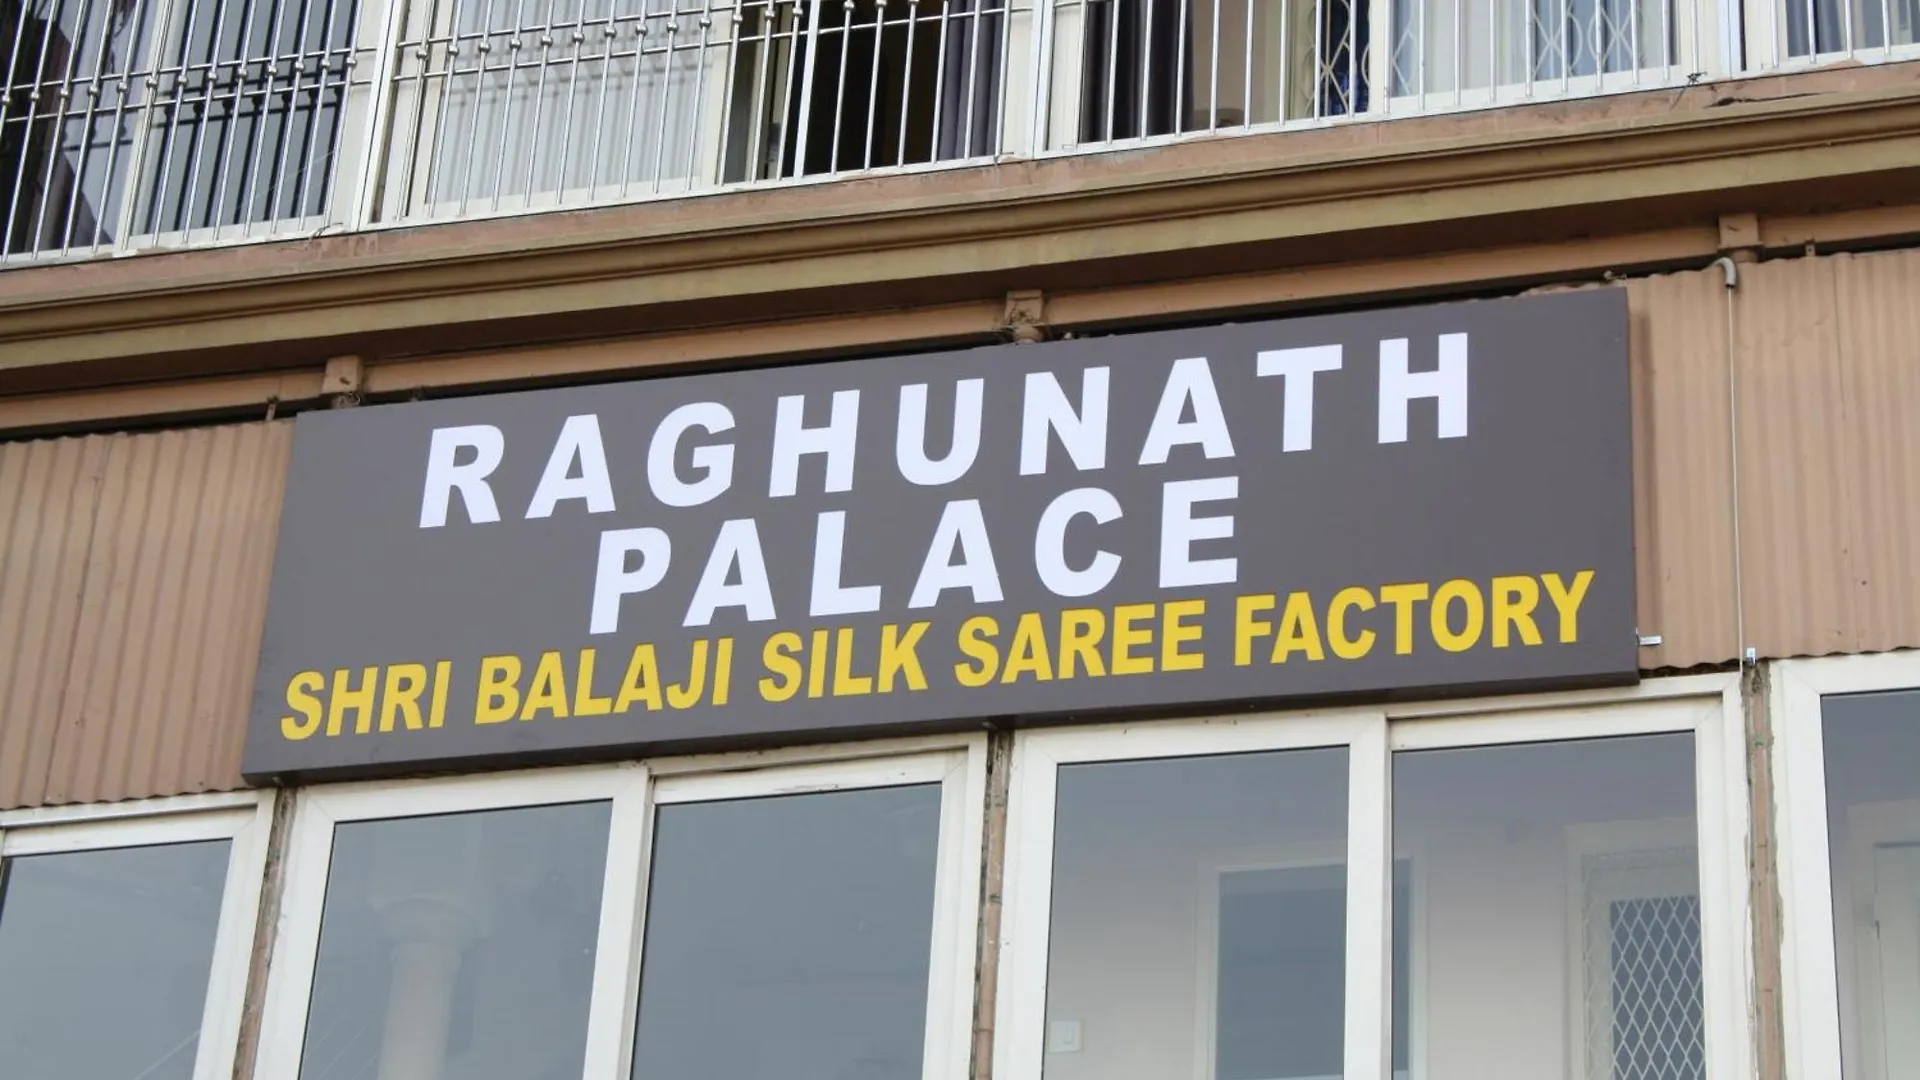 RAGHUNATH
PALACE
SHRI BALAJI SILK SAREE FACTORY